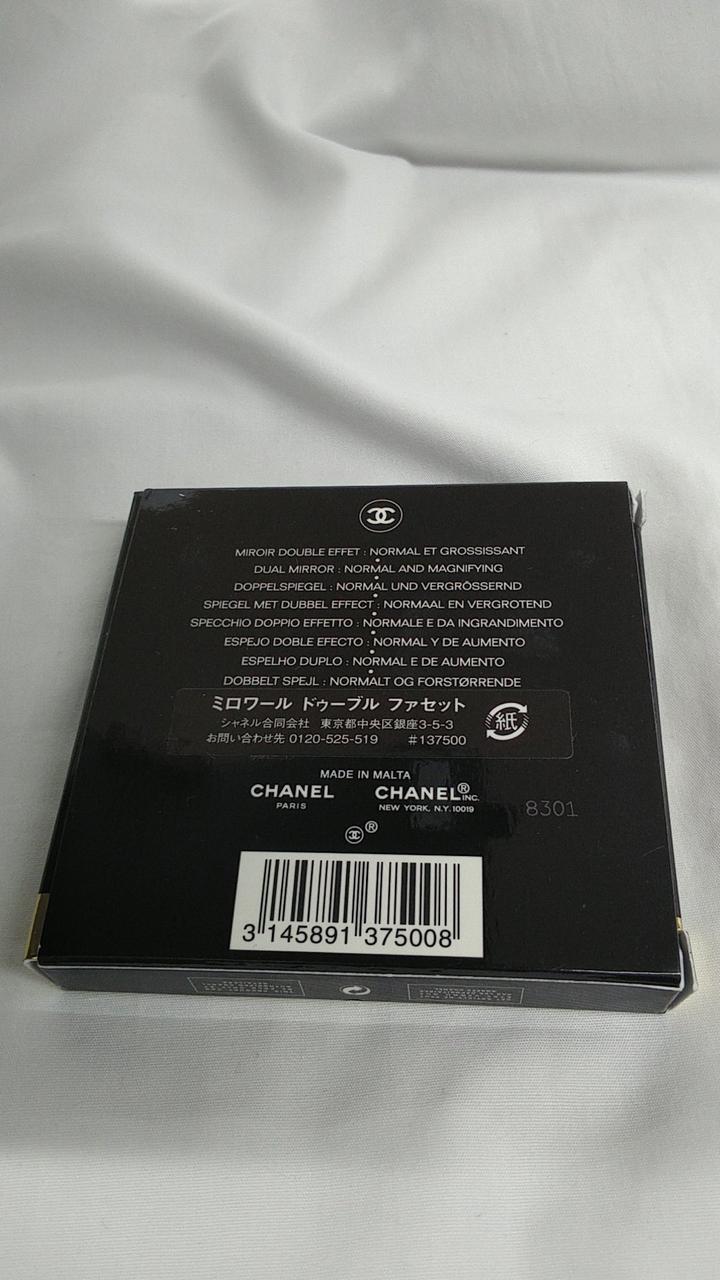 MIROIR DOUBLE EFFET : NORMAL ET GROSSISSANT
DUAL MIRROR : NORMAL AND MAGNIFYING
DOPPELSPIEGEL : NORMAL UND VERGRÖSSERND
SPIEGEL MET DUBBEL EFFECT : NORMAAL EN VERGROTEND
SPECCHIO DOPPIO EFFETTO : NORMALE E DA INGRANDIMENTO
ESPEJO DOBLE EFECTO : NORMAL Y DE AUMENTO
ESPELHO DUPLO : NORMAL E DE AUMENTO
DOBBELT SPEJL : NORMALT OG FORSTØRRENDE
ミロワール ドゥーブル ファセット
シャネル合同会社 東京都中央区銀座3-5-3
お問い合わせ先 0120-525-519 #137500
紙
MADE IN MALTA
CHANEL CHANEL® INC.
PARIS NEW YORK, N.Y. 10019
8301
®
3 145891 375008